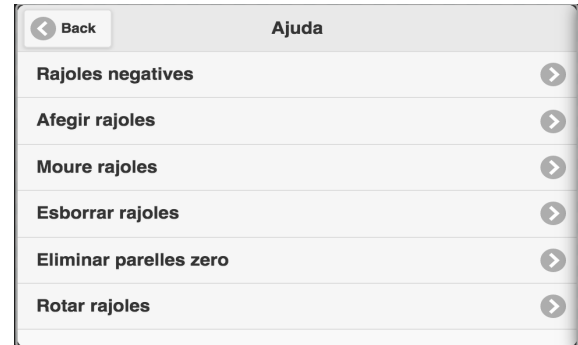 Back
Ajuda
Rajoles negatives
Afegir rajoles
Moure rajoles
Esborrar rajoles
Eliminar parelles zero
Rotar rajoles